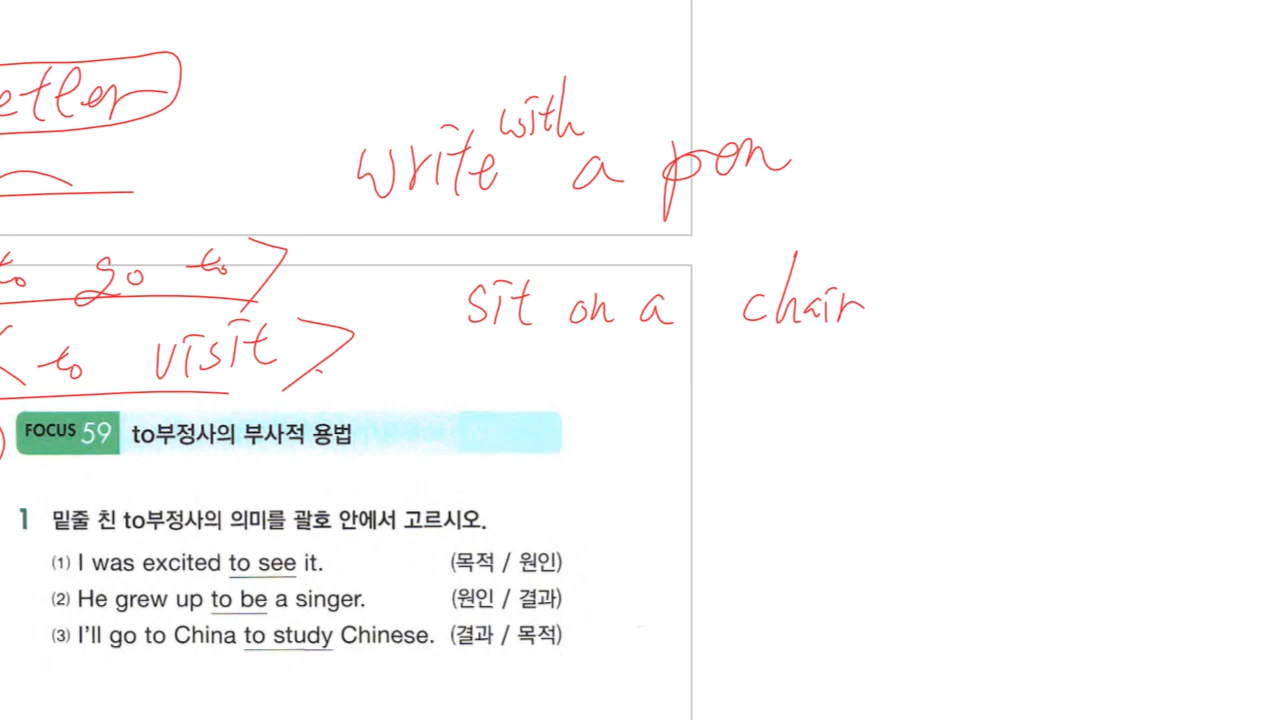 etter
with
write a pen
to go to
sit on a chair
to visit
FOCUS 59 to부정사의 부사적 용법
1 밑줄 친 to부정사의 의미를 괄호 안에서 고르시오.
(1) I was excited to see it. (목적 / 원인)
(2) He grew up to be a singer. (원인 / 결과)
(3) I'll go to China to study Chinese. (결과 / 목적)